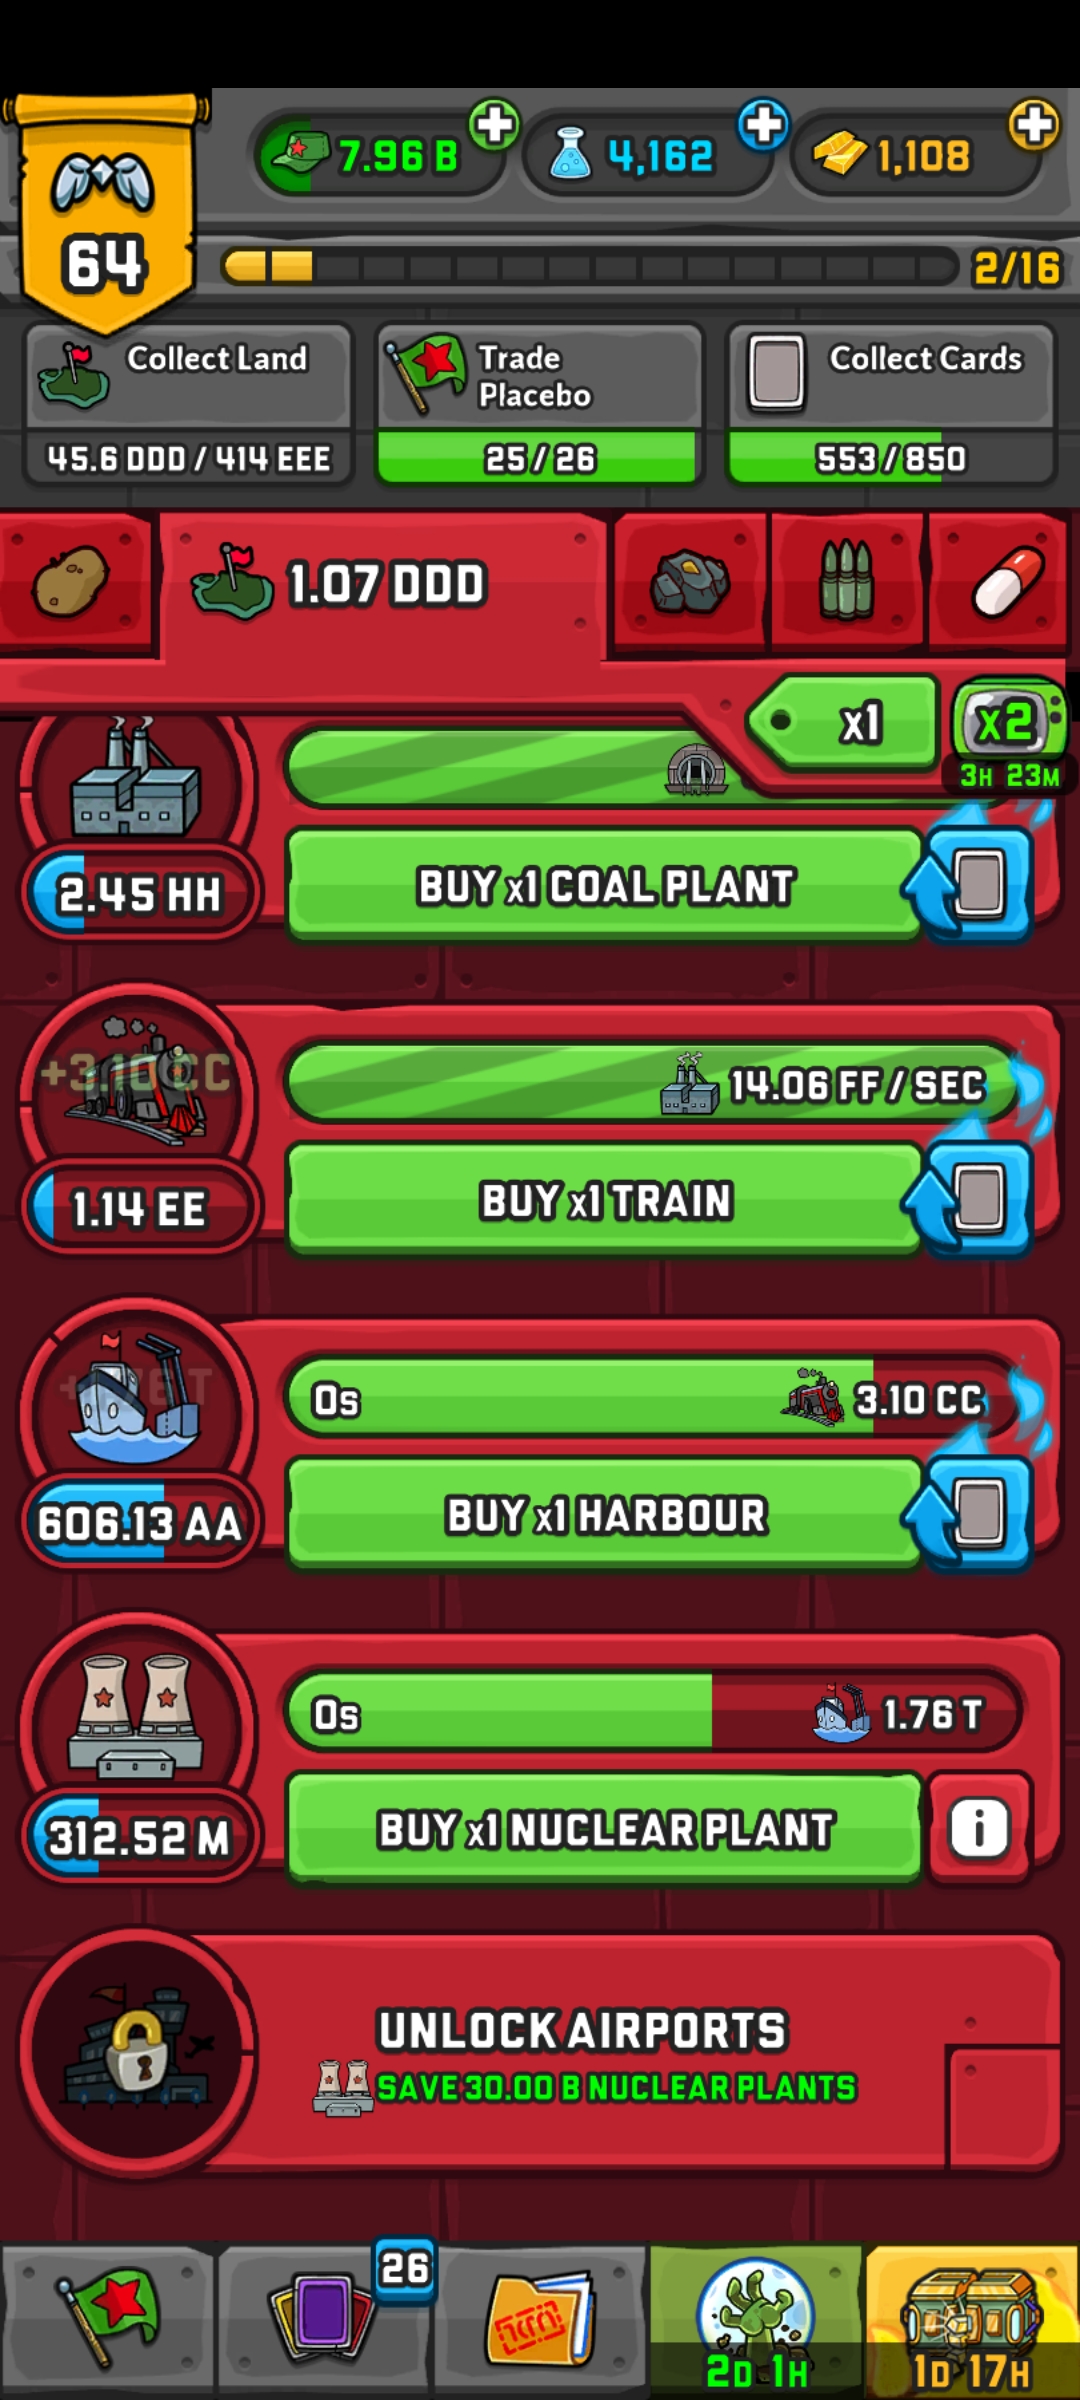 7.96 B
4,162
1,108
64
2/16
Collect Land
45.6 DDD / 414 EEE
Trade
Placebo
25 / 26
Collect Cards
553 / 850
1.07 DDD
x1
x2
3H 23M
2.45 HH
BUY x1 COAL PLANT
+3.10 CC
14.06 FF / SEC
1.14 EE
BUY x1 TRAIN
0s
3.10 CC
606.13 AA
BUY x1 HARBOUR
0s
1.76 T
312.52 M
BUY x1 NUCLEAR PLANT
i
UNLOCK AIRPORTS
SAVE 30.00 B NUCLEAR PLANTS
26
2D 1H
1D 17H